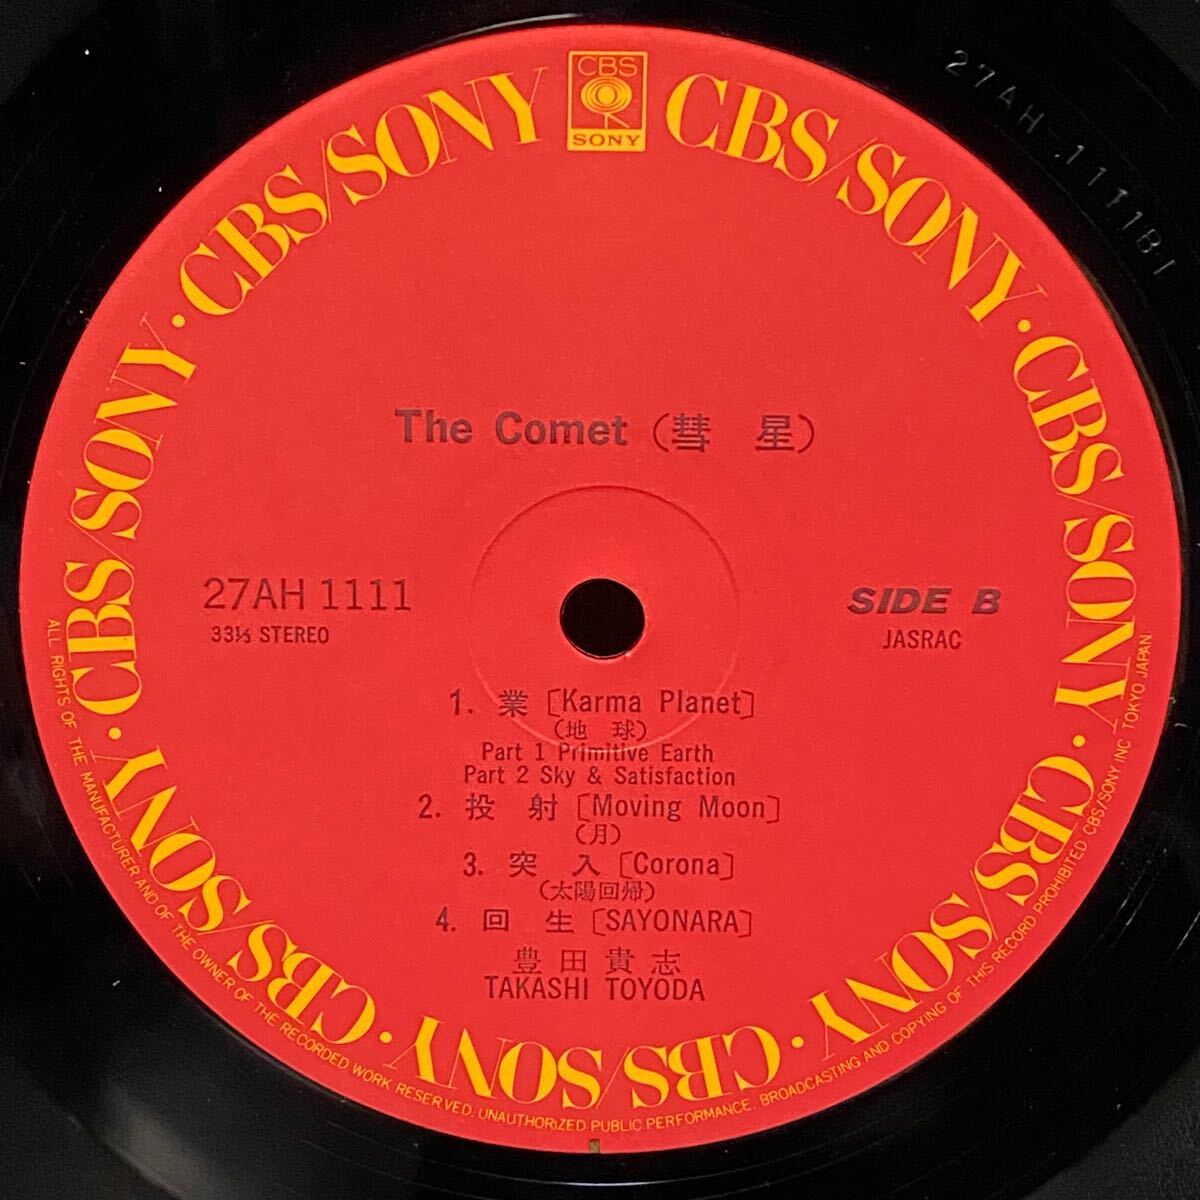 CBS
SONY
CBS/SONY · CBS/SONY · CBS/SONY · CBS/SONY · CBS/SONY · CBS/SONY · CBS/SONY · CBS/SONY
27AH 1111B1
The Comet (彗 星)
27AH 1111
33⅓ STEREO
SIDE B
JASRAC
1. 業 [Karma Planet]
(地 球)
Part 1 Primitive Earth
Part 2 Sky & Satisfaction
2. 投 射 [Moving Moon]
(月)
3. 突 入 [Corona]
(太陽回帰)
4. 回 生 [SAYONARA]
豊 田 貴 志
TAKASHI TOYODA
ALL RIGHTS OF THE MANUFACTURER AND OF THE OWNER OF THE RECORDED WORK RESERVED. UNAUTHORIZED PUBLIC PERFORMANCE. BROADCASTING AND COPYING OF THIS RECORD PROHIBITED CBS/SONY INC TOKYO JAPAN